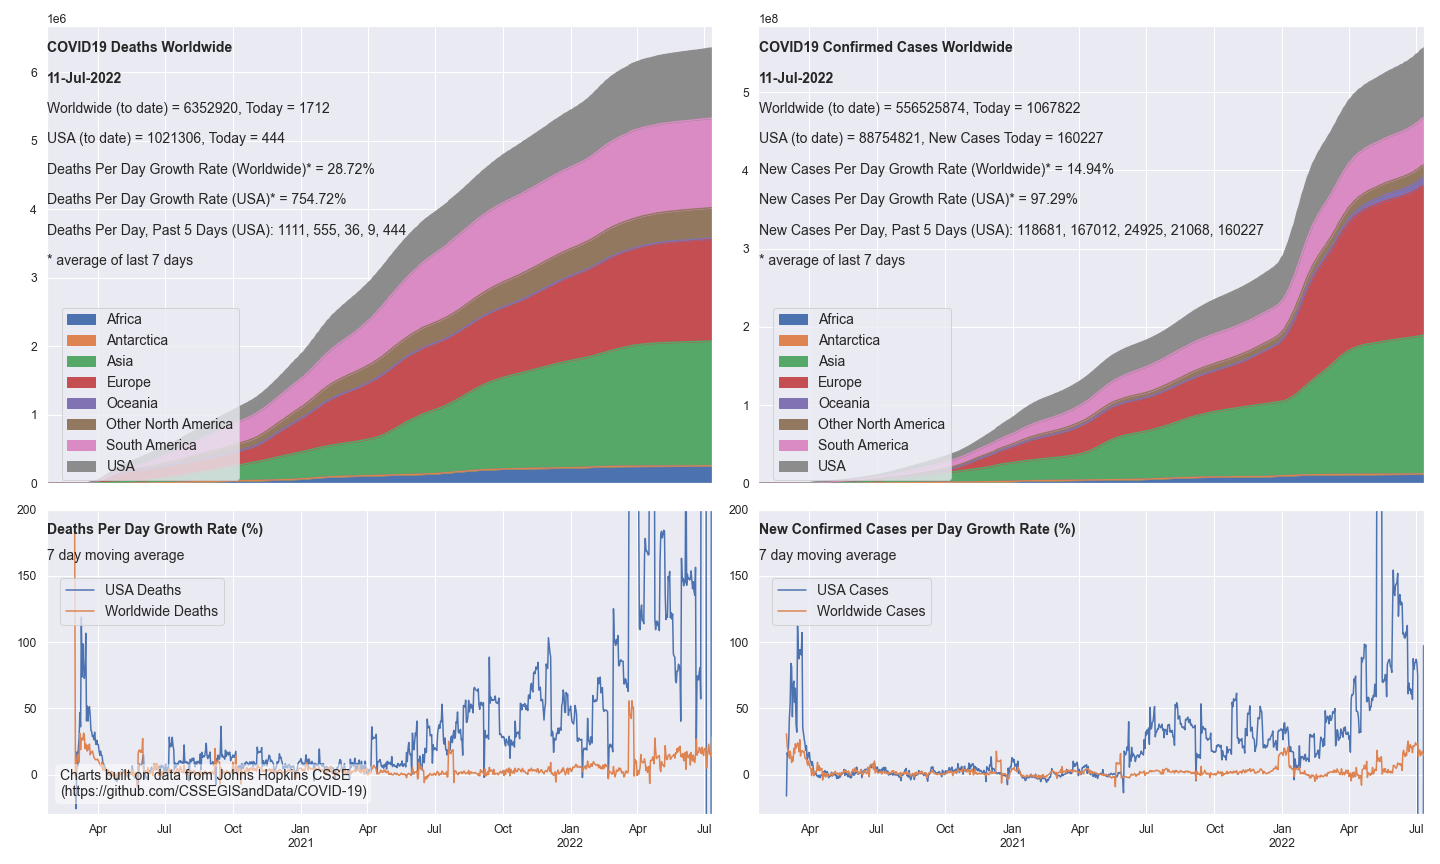 1e6
COVID19 Deaths Worldwide
11-Jul-2022
Worldwide (to date) = 6352920, Today = 1712
USA (to date) = 1021306, Today = 444
Deaths Per Day Growth Rate (Worldwide)* = 28.72%
Deaths Per Day Growth Rate (USA)* = 754.72%
Deaths Per Day, Past 5 Days (USA): 1111, 555, 36, 9, 444
* average of last 7 days
6
5
4
3
2
1
0
Africa
Antarctica
Asia
Europe
Oceania
Other North America
South America
USA
1e8
COVID19 Confirmed Cases Worldwide
11-Jul-2022
Worldwide (to date) = 556525874, Today = 1067822
USA (to date) = 88754821, New Cases Today = 160227
New Cases Per Day Growth Rate (Worldwide)* = 14.94%
New Cases Per Day Growth Rate (USA)* = 97.29%
New Cases Per Day, Past 5 Days (USA): 118681, 167012, 24925, 21068, 160227
* average of last 7 days
5
4
3
2
1
0
Africa
Antarctica
Asia
Europe
Oceania
Other North America
South America
USA
Deaths Per Day Growth Rate (%)
7 day moving average
USA Deaths
Worldwide Deaths
200
150
100
50
0
Charts built on data from Johns Hopkins CSSE
(https://github.com/CSSEGISandData/COVID-19)
Apr Jul Oct Jan Apr Jul Oct Jan Apr Jul
2021 2022
New Confirmed Cases per Day Growth Rate (%)
7 day moving average
USA Cases
Worldwide Cases
200
150
100
50
0
Apr Jul Oct Jan Apr Jul Oct Jan Apr Jul
2021 2022